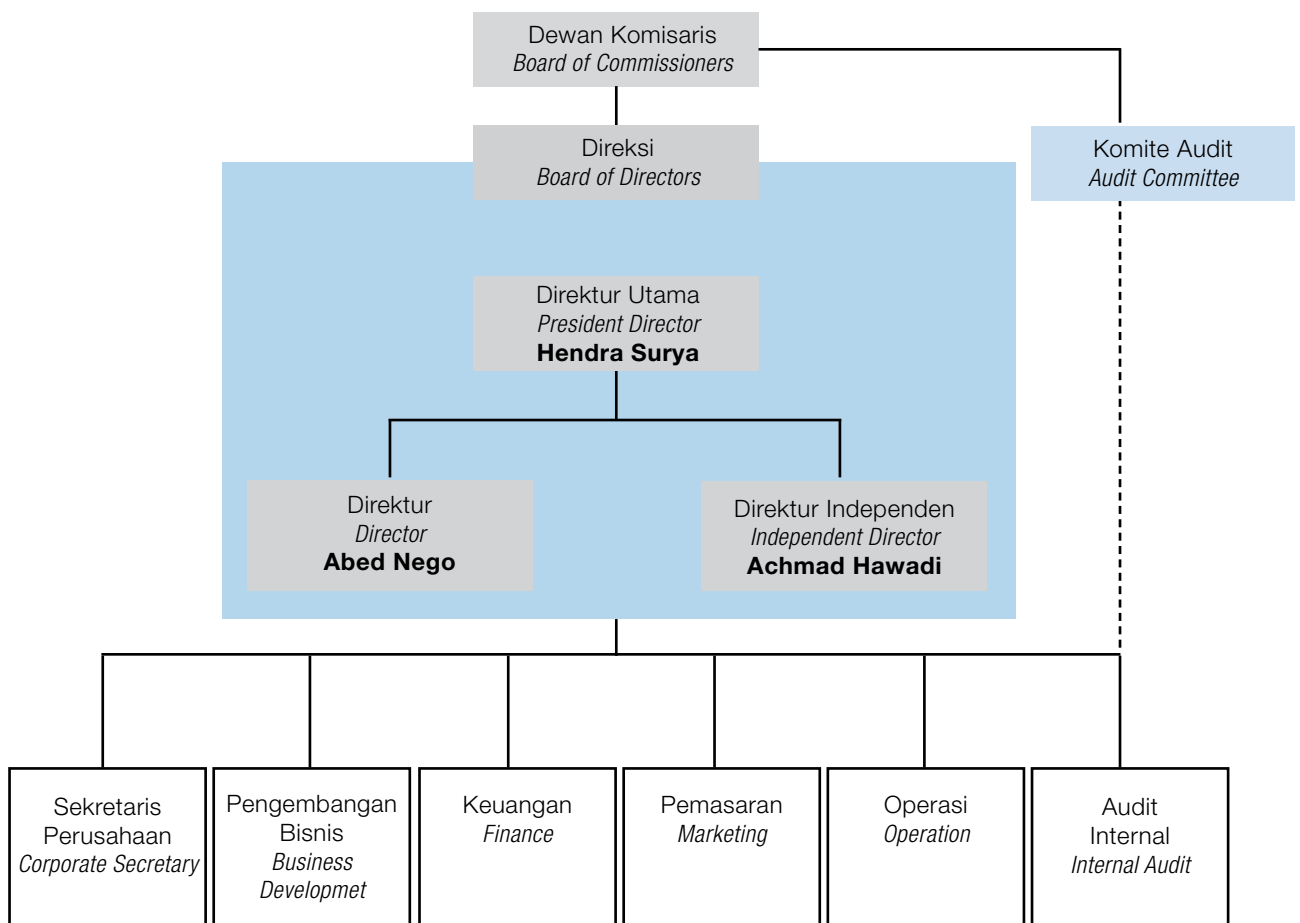 Dewan Komisaris
Board of Commissioners
Direksi
Board of Directors
Komite Audit
Audit Committee
Direktur Utama
President Director
Hendra Surya
Direktur
Director
Abed Nego
Direktur Independen
Independent Director
Achmad Hawadi
Sekretaris
Perusahaan
Corporate Secretary
Pengembangan
Bisnis
Business
Developmet
Keuangan
Finance
Pemasaran
Marketing
Operasi
Operation
Audit
Internal
Internal Audit